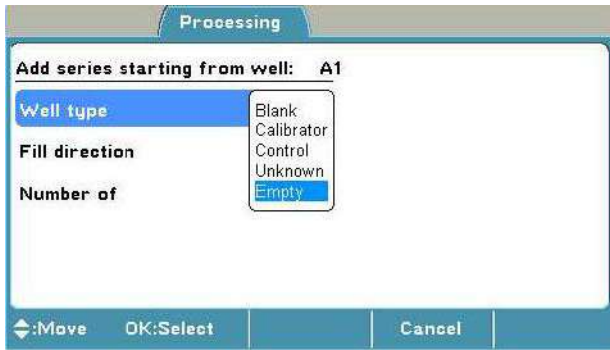 Processing
Add series starting from well: A1
Well type
Blank
Calibrator
Control
Unknown
Empty
Fill direction
Number of
:Move OK:Select Cancel